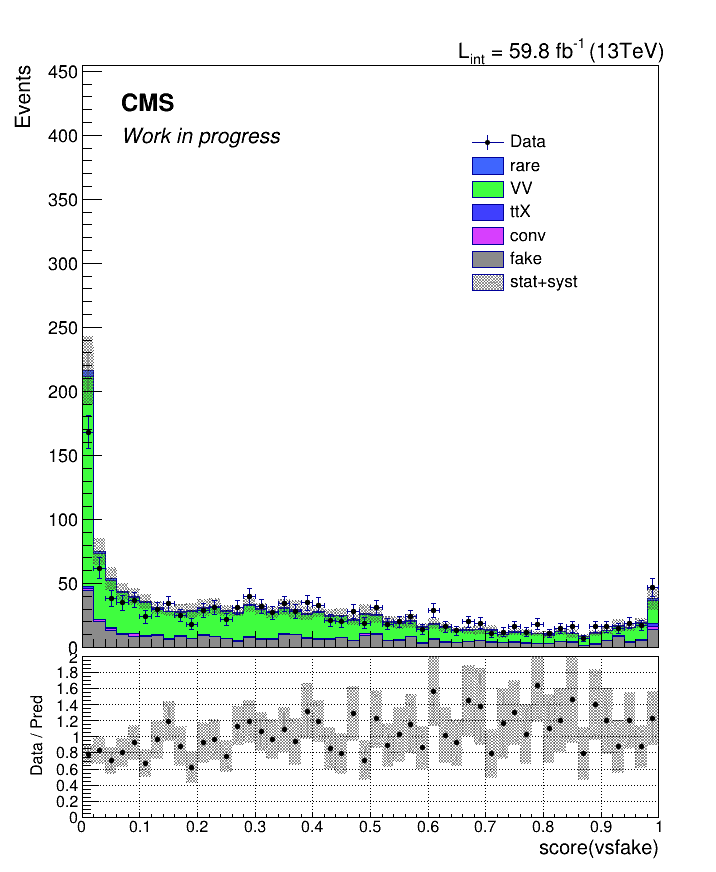 L_int = 59.8 fb^-1 (13TeV)
Events
450
400
350
300
250
200
150
100
50
0
CMS
Work in progress
Data
rare
VV
ttX
conv
fake
stat+syst
Data / Pred
2
1.8
1.6
1.4
1.2
1
0.8
0.6
0.4
0.2
0
0 0.1 0.2 0.3 0.4 0.5 0.6 0.7 0.8 0.9 1
score(vsfake)